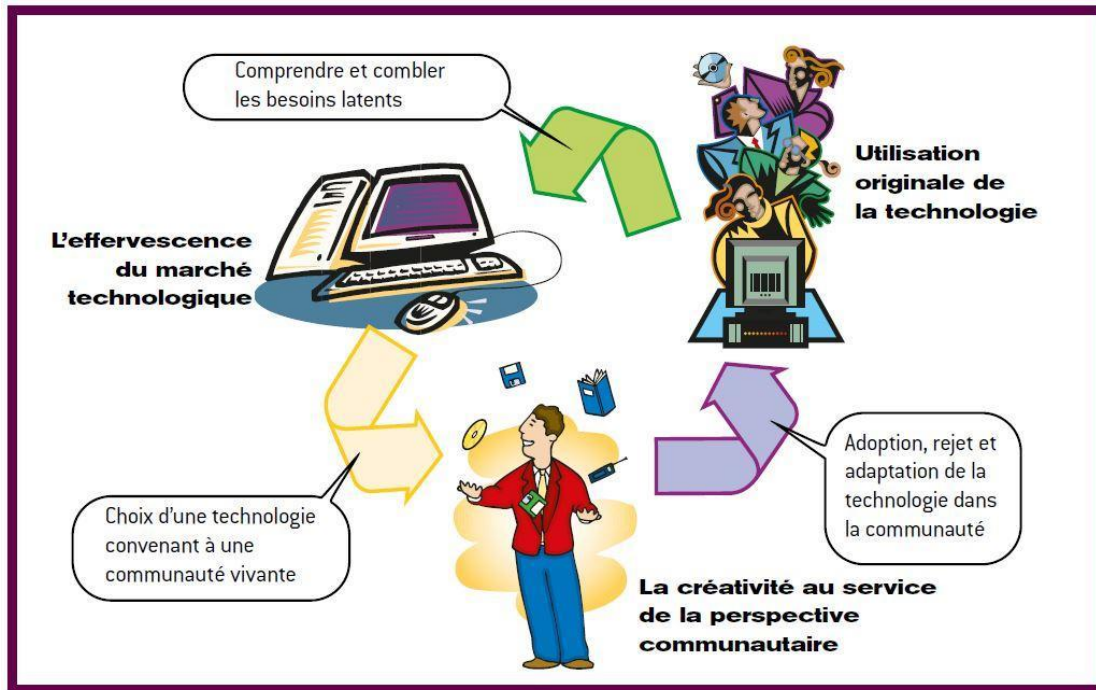 Comprendre et combler
les besoins latents
Utilisation
originale de
la technologie
L'effervescence
du marché
technologique
Adoption, rejet et
adaptation de la
technologie dans
la communauté
Choix d'une technologie
convenant à une
communauté vivante
La créativité au service
de la perspective
communautaire